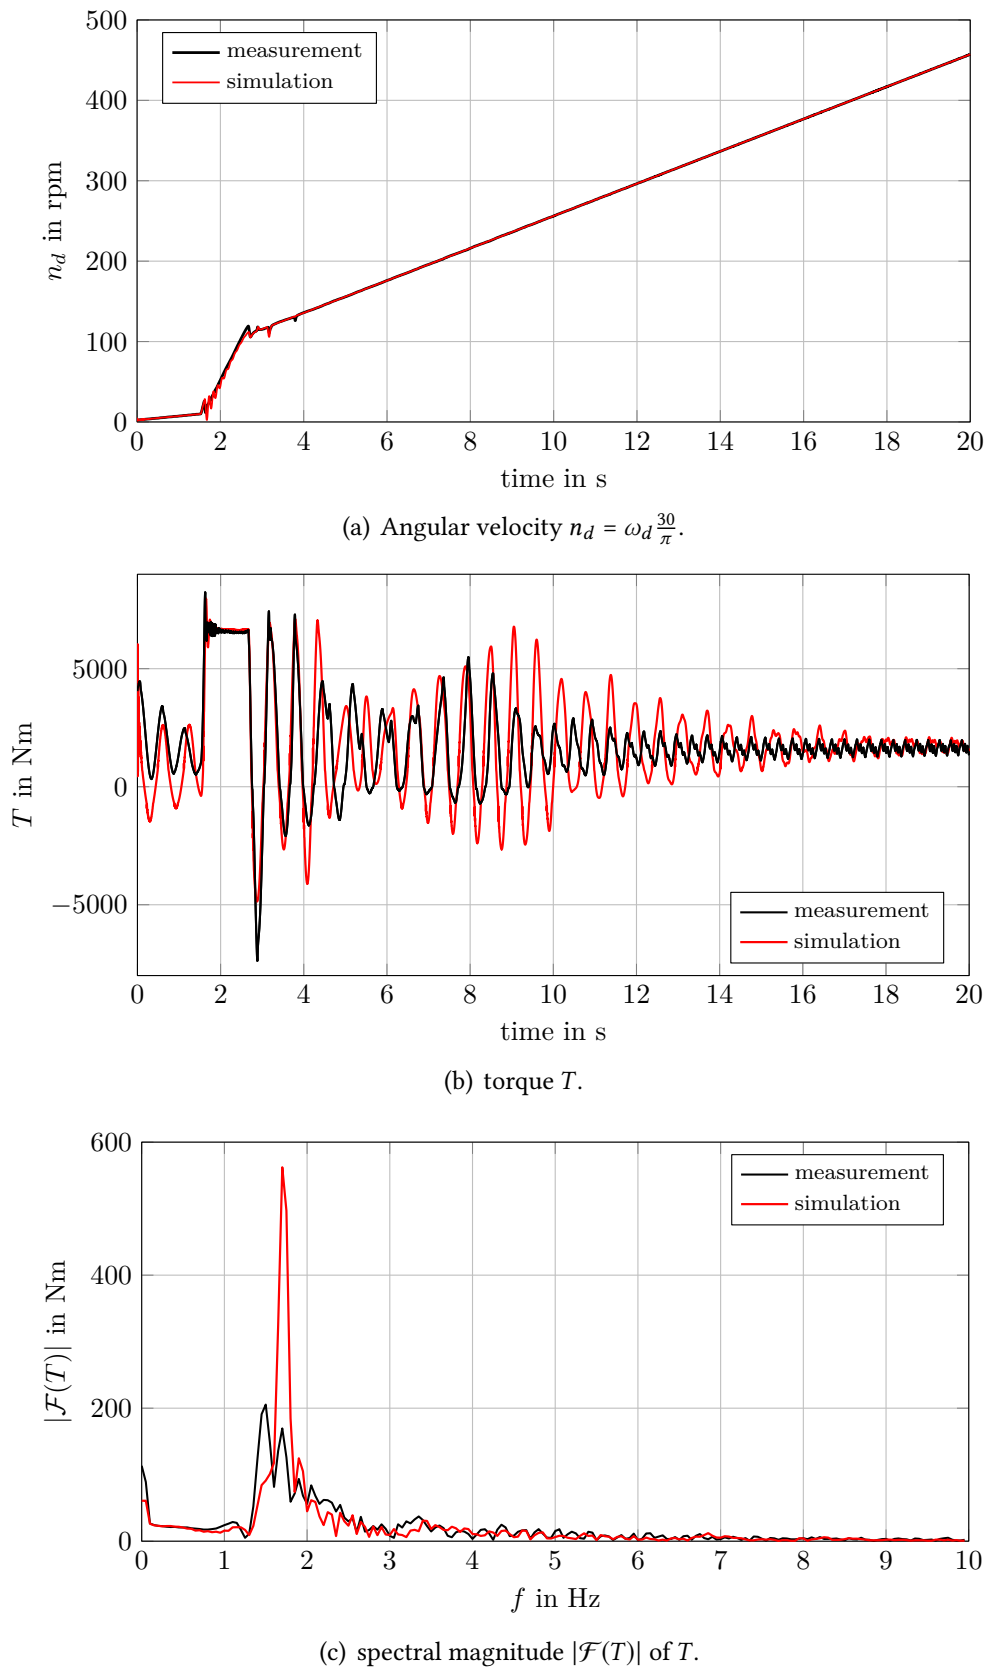 500
400
300
200
100
0
n_d in rpm
measurement
simulation
0 2 4 6 8 10 12 14 16 18 20
time in s
(a) Angular velocity n_d = ω_d 30/π.
5000
0
−5000
T in Nm
measurement
simulation
0 2 4 6 8 10 12 14 16 18 20
time in s
(b) torque T.
600
400
200
0
|ℱ(T)| in Nm
measurement
simulation
0 1 2 3 4 5 6 7 8 9 10
f in Hz
(c) spectral magnitude |ℱ(T)| of T.